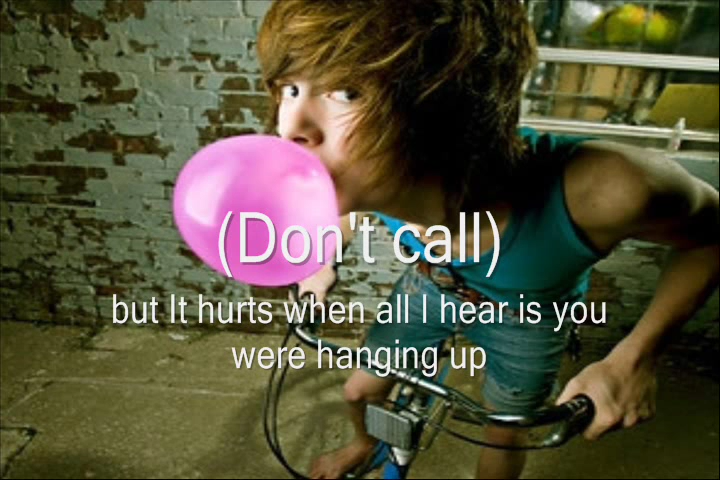 (Don't call)
but It hurts when all I hear is you
were hanging up